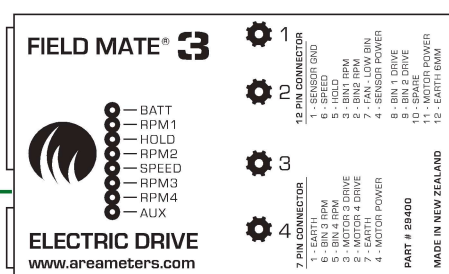 FIELD MATE® 3
BATT
RPM1
HOLD
RPM2
SPEED
RPM3
RPM4
AUX
ELECTRIC DRIVE
www.areameters.com
1
2
3
4
12 PIN CONNECTOR
1 - SENSOR GND
6 - SPEED
5 - HOLD
3 - BIN1 RPM
2 - BIN2 RPM
7 - FAN - LOW BIN
4 - SENSOR POWER
8 - BIN 1 DRIVE
9 - BIN 2 DRIVE
10 - SPARE
11 - MOTOR POWER
12 - EARTH 6MM
7 PIN CONNECTOR
1 - EARTH
6 - BIN 3 RPM
5 - BIN 4 RPM
3 - MOTOR 3 DRIVE
2 - MOTOR 4 DRIVE
7 - EARTH
4 - MOTOR POWER
PART # 29400
MADE IN NEW ZEALAND